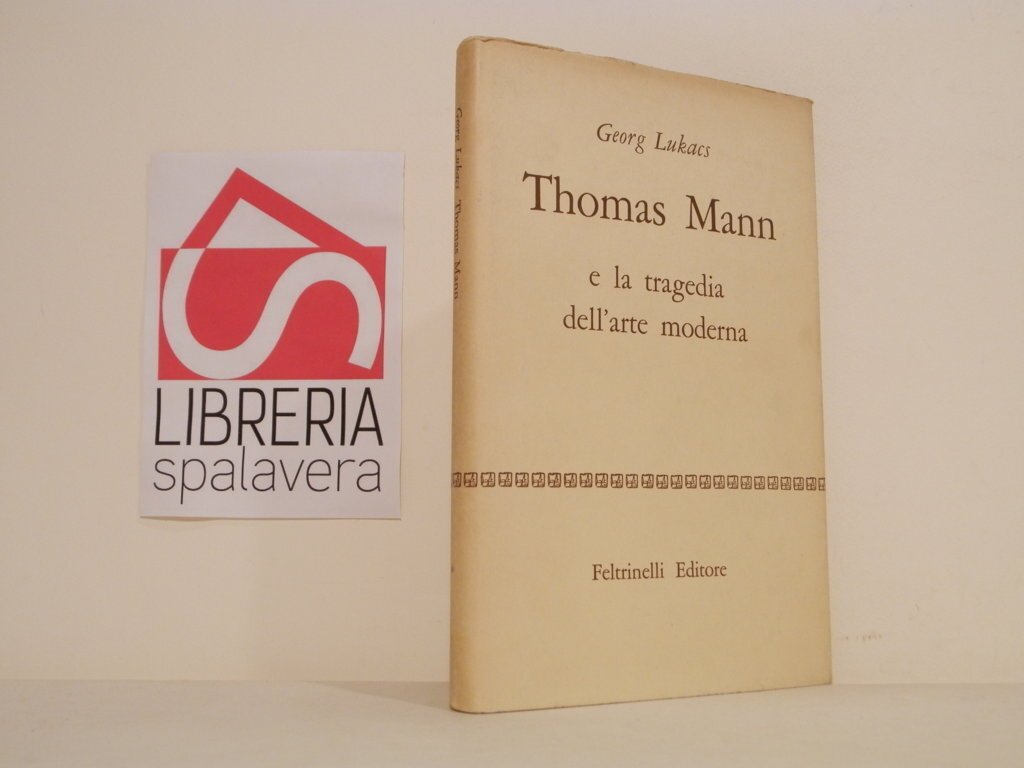 LIBRERIA
spalavera
Georg Lukacs Thomas Mann
Georg Lukacs
Thomas Mann
e la tragedia
dell'arte moderna
Feltrinelli Editore